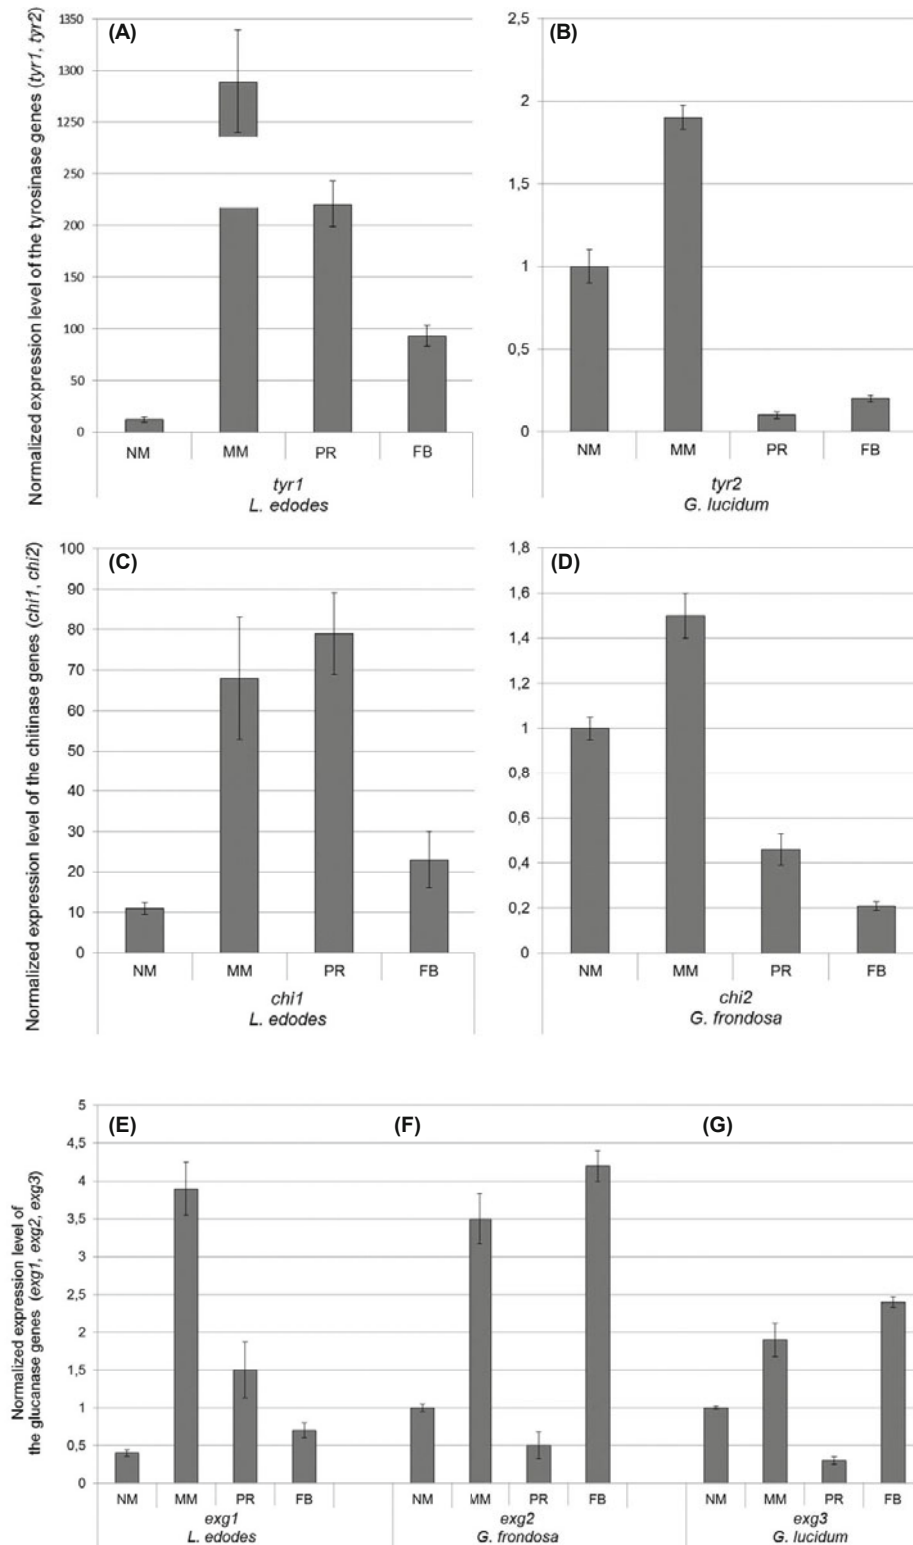 Normalized expression level of the tyrosinase genes (tyr1, tyr2)
(A)
1350
1300
1250
250
200
150
100
50
0
NM MM PR FB
tyr1
L. edodes
(B)
2,5
2
1,5
1
0,5
0
NM MM PR FB
tyr2
G. lucidum
Normalized expression level of the chitinase genes (chi1, chi2)
(C)
100
90
80
70
60
50
40
30
20
10
0
NM MM PR FB
chi1
L. edodes
(D)
1,8
1,6
1,4
1,2
1
0,8
0,6
0,4
0,2
0
NM MM PR FB
chi2
G. frondosa
Normalized expression level of
the glucanase genes (exg1, exg2, exg3)
5
4,5
4
3,5
3
2,5
2
1,5
1
0,5
0
(E)
NM MM PR FB
exg1
L. edodes
(F)
NM MM PR FB
exg2
G. frondosa
(G)
NM MM PR FB
exg3
G. lucidum